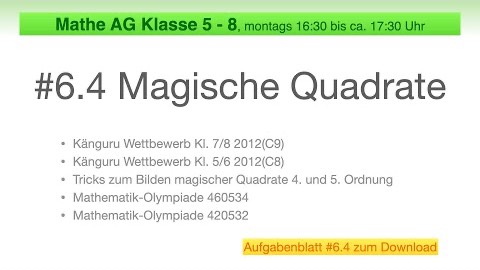 Mathe AG Klasse 5 - 8, montags 16:30 bis ca. 17:30 Uhr
#6.4 Magische Quadrate
• Känguru Wettbewerb Kl. 7/8 2012(C9)
• Känguru Wettbewerb Kl. 5/6 2012(C8)
• Tricks zum Bilden magischer Quadrate 4. und 5. Ordnung
• Mathematik-Olympiade 460534
• Mathematik-Olympiade 420532
Aufgabenblatt #6.4 zum Download